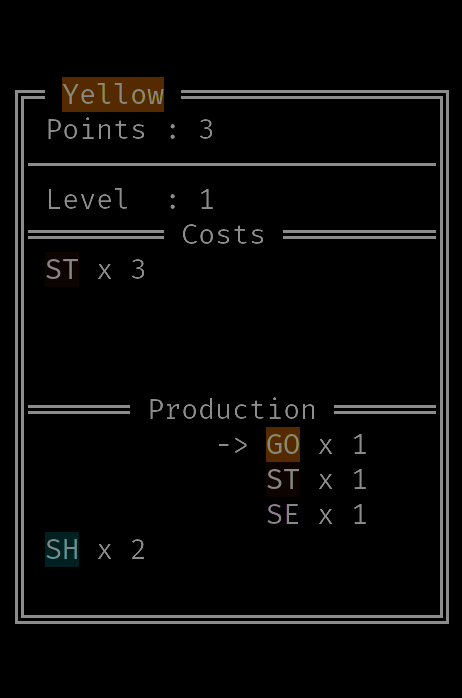 Yellow
Points : 3
Level  : 1
Costs
ST x 3
Production
-> GO x 1
ST x 1
SE x 1
SH x 2